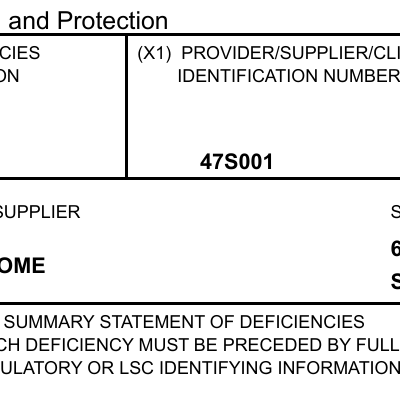 and Protection
CIES
(X1) PROVIDER/SUPPLIER/CLI
ON
IDENTIFICATION NUMBER
47S001
SUPPLIER
S
6
OME
S
SUMMARY STATEMENT OF DEFICIENCIES
CH DEFICIENCY MUST BE PRECEDED BY FULL
ULATORY OR LSC IDENTIFYING INFORMATION